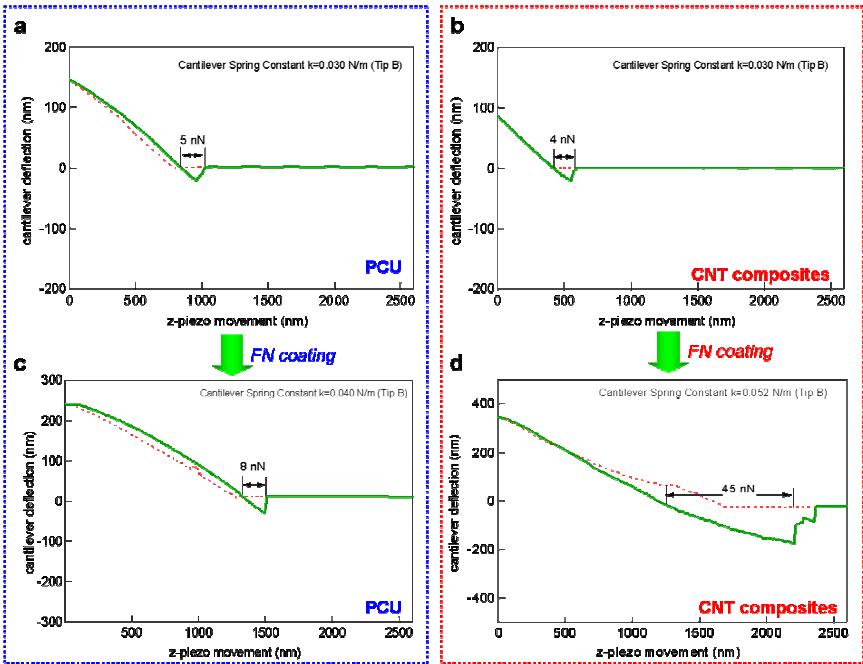 a
200
100
0
-100
-200
cantilever deflection (nm)
Cantilever Spring Constant k=0.030 N/m (Tip B)
5 nN
PCU
0 500 1000 1500 2000 2500
z-piezo movement (nm)
b
200
100
0
-100
-200
cantilever deflection (nm)
Cantilever Spring Constant k=0.030 N/m (Tip B)
4 nN
CNT composites
0 500 1000 1500 2000 2500
z-piezo movement (nm)
FN coating
FN coating
c
300
200
100
0
-100
-200
-300
cantilever deflection (nm)
Cantilever Spring Constant k=0.040 N/m (Tip B)
8 nN
PCU
500 1000 1500 2000 2500
z-piezo movement (nm)
d
400
200
0
-200
-400
cantilever deflection (nm)
Cantilever Spring Constant k=0.052 N/m (Tip B)
45 nN
CNT composites
0 500 1000 1500 2000 2500
z-piezo movement (nm)